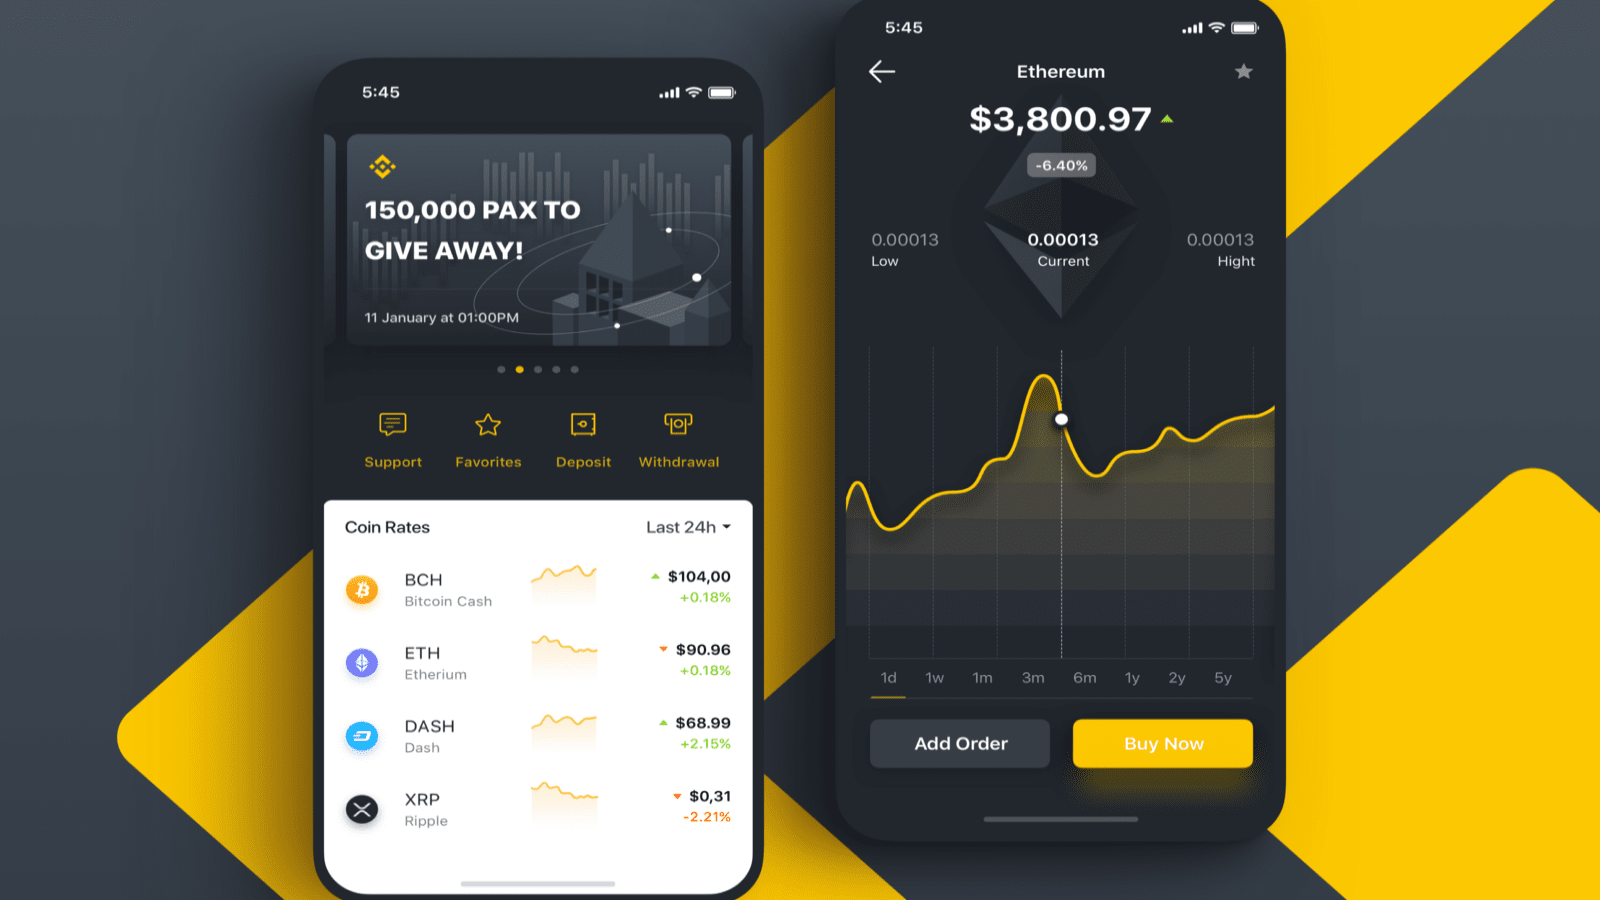 5:45
150,000 PAX TO
GIVE AWAY!
11 January at 01:00PM
Support Favorites Deposit Withdrawal
Coin Rates Last 24h
BCH $104,00
Bitcoin Cash +0.18%
ETH $90.96
Etherium +0.18%
DASH $68.99
Dash +2.15%
XRP $0,31
Ripple -2.21%
5:45
Ethereum
$3,800.97
-6.40%
0.00013 0.00013 0.00013
Low Current Hight
1d 1w 1m 3m 6m 1y 2y 5y
Add Order Buy Now